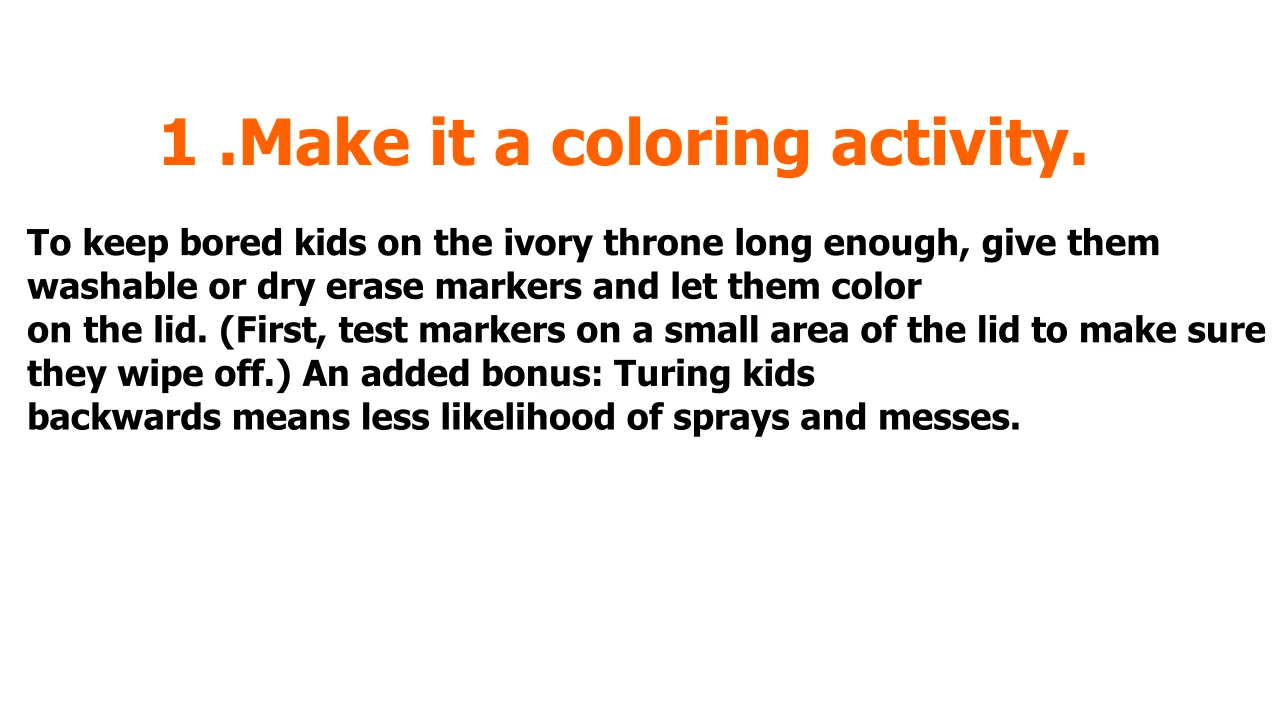 1 .Make it a coloring activity.
To keep bored kids on the ivory throne long enough, give them
washable or dry erase markers and let them color
on the lid. (First, test markers on a small area of the lid to make sure
they wipe off.) An added bonus: Turing kids
backwards means less likelihood of sprays and messes.